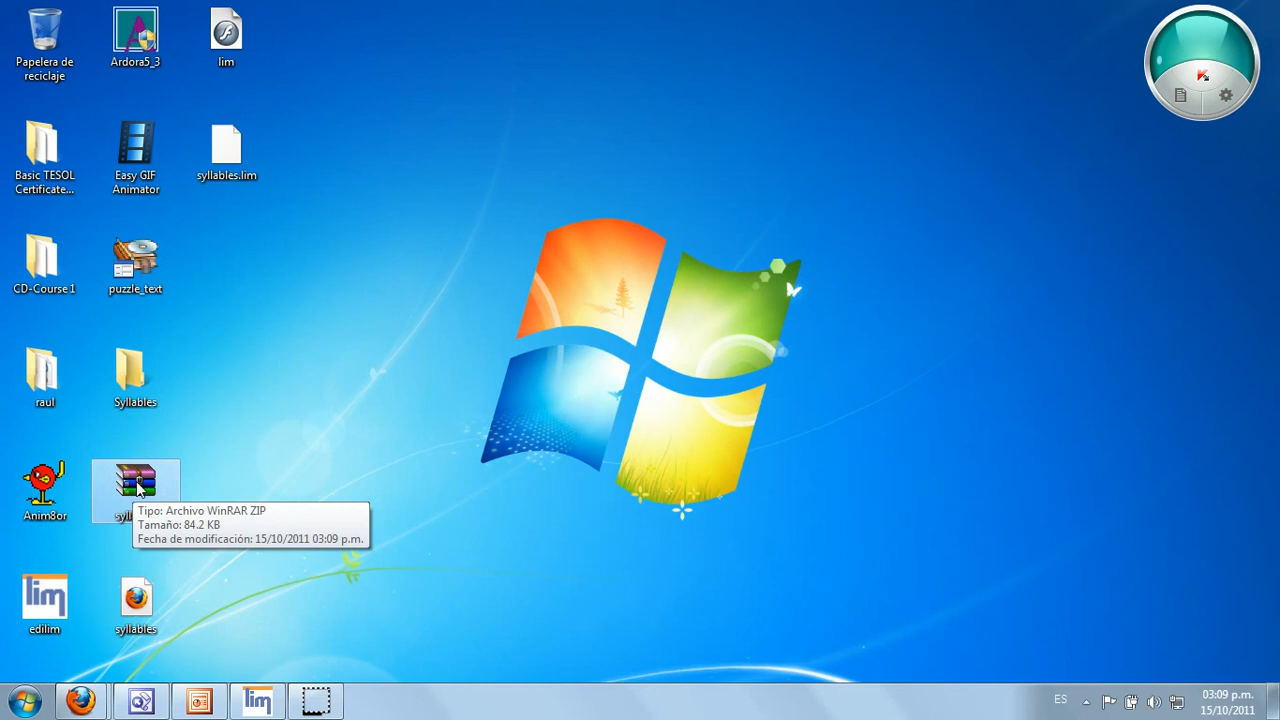 Papelera de
reciclaje
Ardora5_3
lim
Basic TESOL
Certificate...
Easy GIF
Animator
syllables.lim
CD-Course1
puzzle_text
raul
Syllables
Anim8or
Tipo: Archivo WinRAR ZIP
Tamaño: 84.2 KB
Fecha de modificación: 15/10/2011 03:09 p.m.
lim
edilim
syllables
lim
ES
03:09 p.m.
15/10/2011